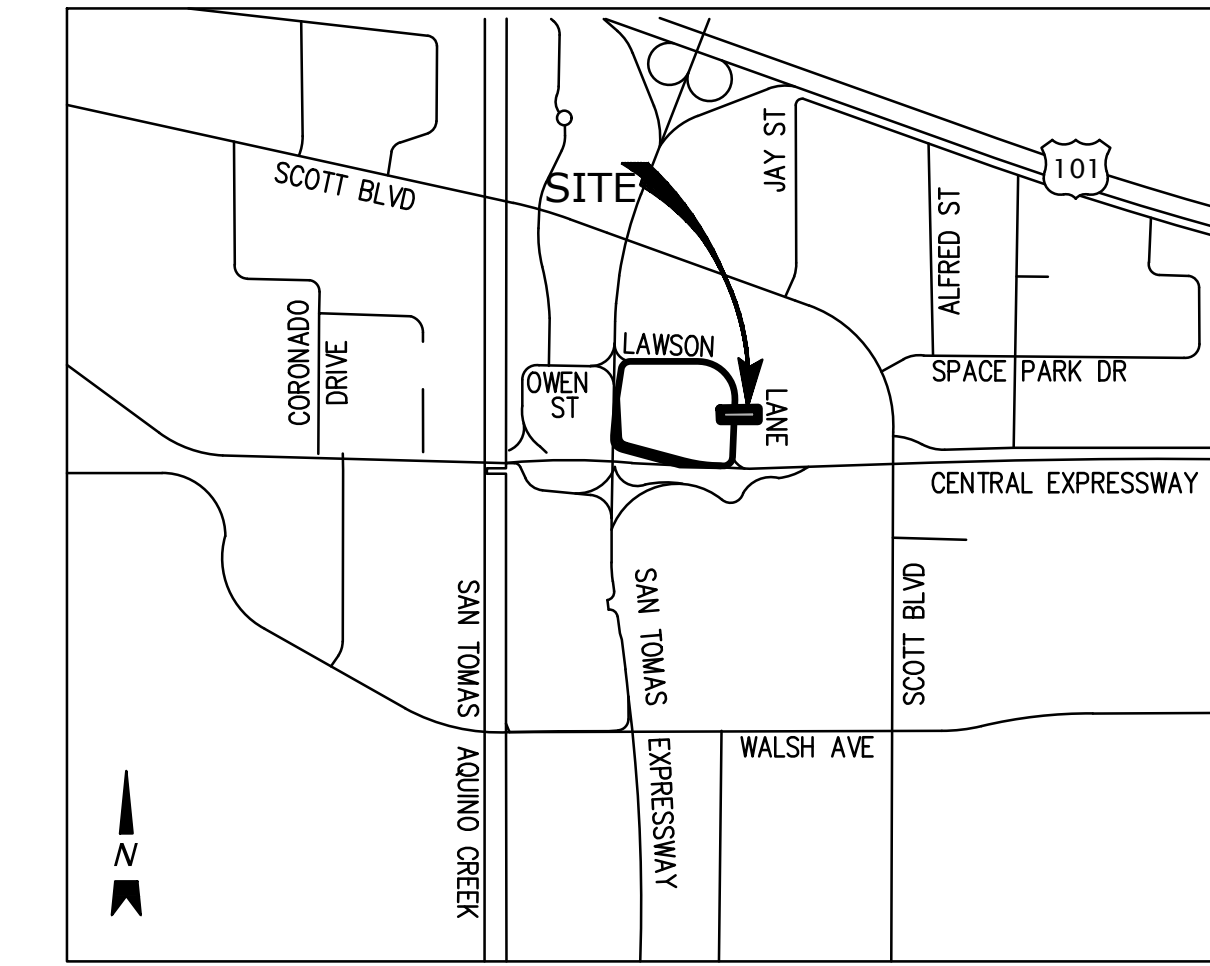 SCOTT BLVD
SITE
JAY ST
101
ALFRED ST
CORONADO
DRIVE
LAWSON
LANE
OWEN
ST
SPACE PARK DR
CENTRAL EXPRESSWAY
SAN TOMAS AQUINO CREEK
SAN TOMAS EXPRESSWAY
SCOTT BLVD
WALSH AVE
N